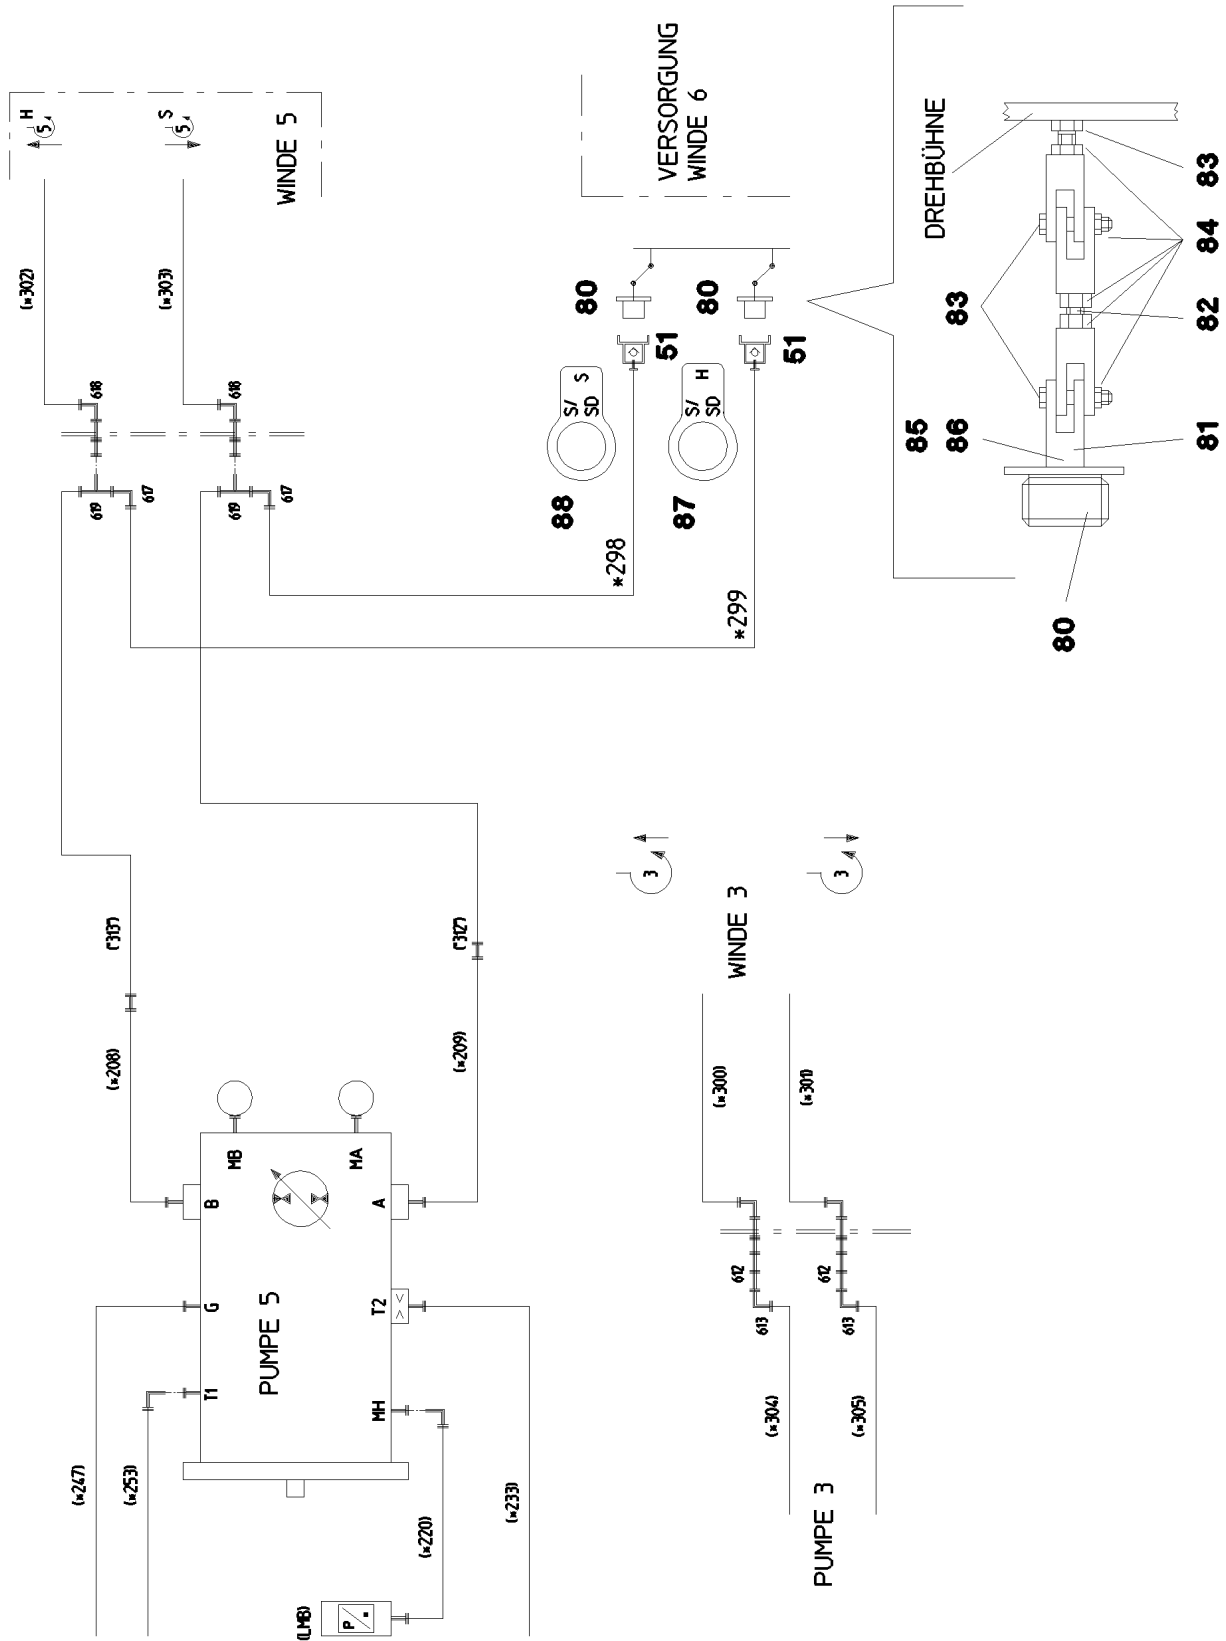 H
5
S
5
WINDE 5
VERSORGUNG
WINDE 6
DREHBÜHNE
(*302)
(*303)
80
80
51
51
83
83
84
82
81
85
86
80
618
618
619
617
619
617
S/
SD
S
S/
SD
H
88
87
*298
*299
(*313*)
(*312*)
(*208)
(*209)
3
3
WINDE 3
(*300)
(*301)
MB
MA
B
A
G
T2
T1
MH
PUMPE 5
612
612
613
613
(*304)
(*305)
PUMPE 3
(*247)
(*253)
(*220)
(*233)
(LMB)
P